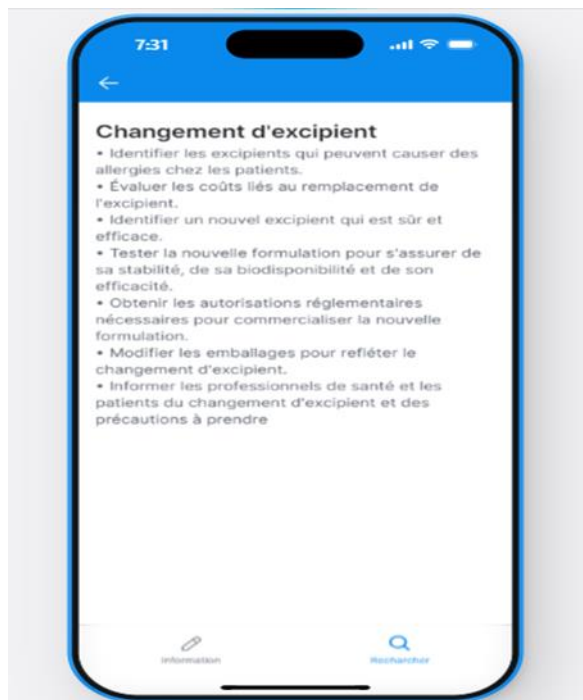 7:31
Changement d'excipient
• Identifier les excipients qui peuvent causer des
allergies chez les patients.
• Évaluer les coûts liés au remplacement de
l'excipient.
• Identifier un nouvel excipient qui est sûr et
efficace.
• Tester la nouvelle formulation pour s'assurer de
sa stabilité, de sa biodisponibilité et de son
efficacité.
• Obtenir les autorisations réglementaires
nécessaires pour commercialiser la nouvelle
formulation.
• Modifier les emballages pour refléter le
changement d'excipient.
• Informer les professionnels de santé et les
patients du changement d'excipient et des
précautions à prendre
Information
Rechercher